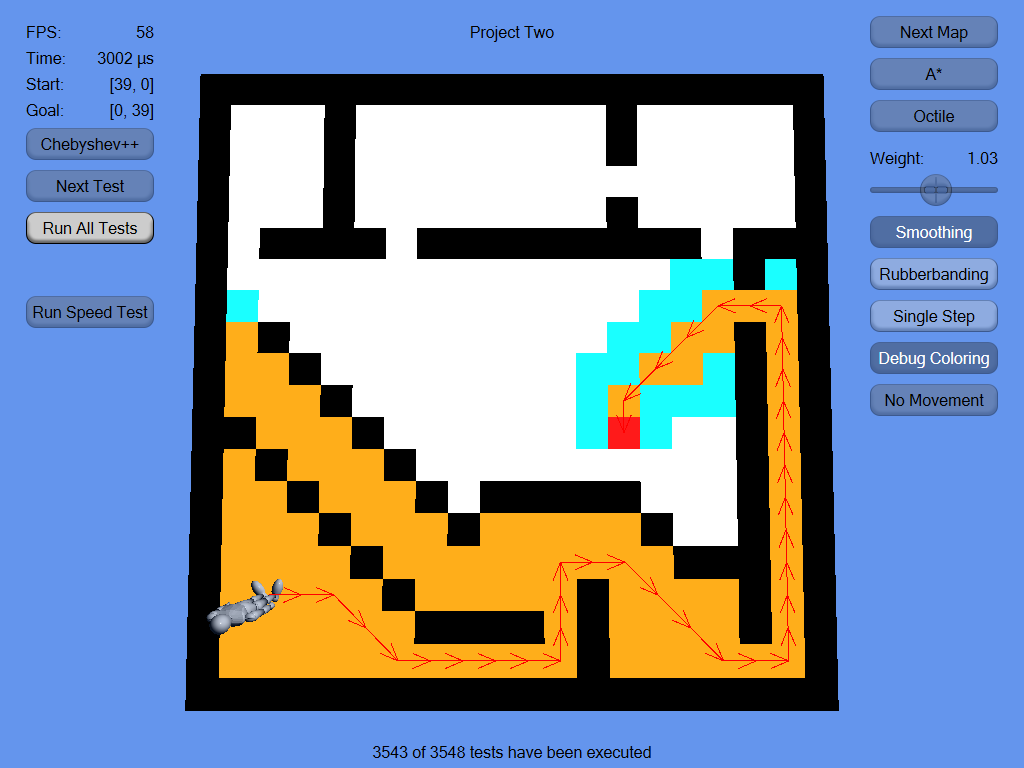 Project Two
FPS: 58
Time: 3002 µs
Start: [39, 0]
Goal: [0, 39]
Chebyshev++
Next Test
Run All Tests
Run Speed Test
Next Map
A*
Octile
Weight: 1.03
Smoothing
Rubberbanding
Single Step
Debug Coloring
No Movement
3543 of 3548 tests have been executed